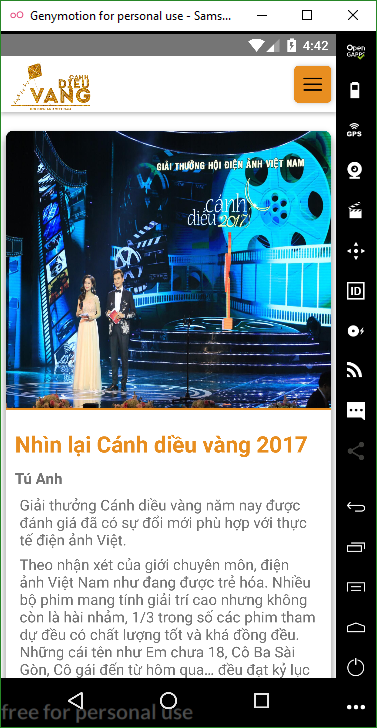 Genymotion for personal use - Sams...
4:42
Open
GAPPS
CÁNH
DIỀU
VÀNG
GPS
GIẢI THƯỞNG HỘI ĐIỆN ẢNH VIỆT NAM
cánh
diều 2017
ID
Nhìn lại Cánh diều vàng 2017
Tú Anh
Giải thưởng Cánh diều vàng năm nay được
đánh giá đã có sự đổi mới phù hợp với thực
tế điện ảnh Việt.
Theo nhận xét của giới chuyên môn, điện
ảnh Việt Nam như đang được trẻ hóa. Nhiều
bộ phim mang tính giải trí cao nhưng không
còn là hài nhảm, 1/3 trong số các phim tham
dự đều có chất lượng tốt và khá đồng đều.
Những cái tên như Em chưa 18, Cô Ba Sài
Gòn, Cô gái đến từ hôm qua... đều đạt kỷ lục
free for personal use